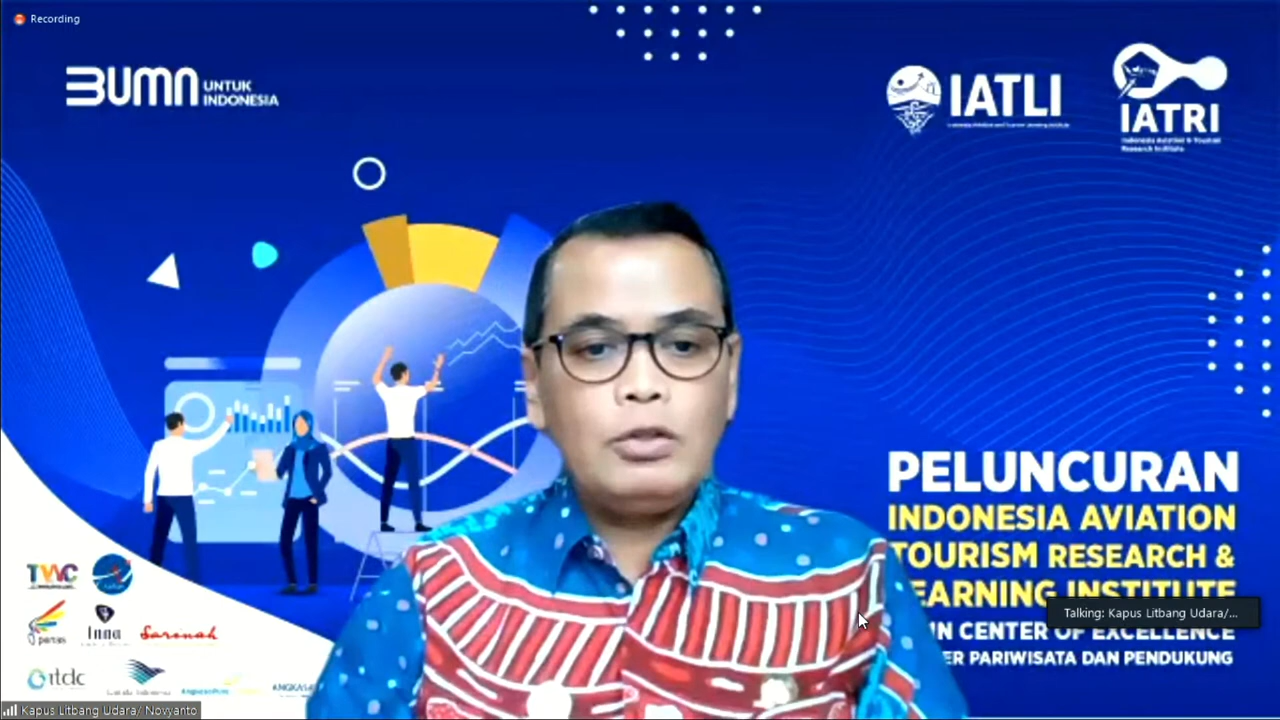 Recording
BUMN UNTUK
INDONESIA
IATLI
IATRI
Indonesia Aviation & Tourism
Research Institute
PELUNCURAN
INDONESIA AVIATION
TOURISM RESEARCH &
EARNING INSTITUTE
Talking: Kapus Litbang Udara/...
IN CENTER OF EXCELLENCE
ER PARIWISATA DAN PENDUKUNG
TWC
Inna
Sarinah
itdc
Garuda Indonesia
Kapus Litbang Udara/ Novyanto